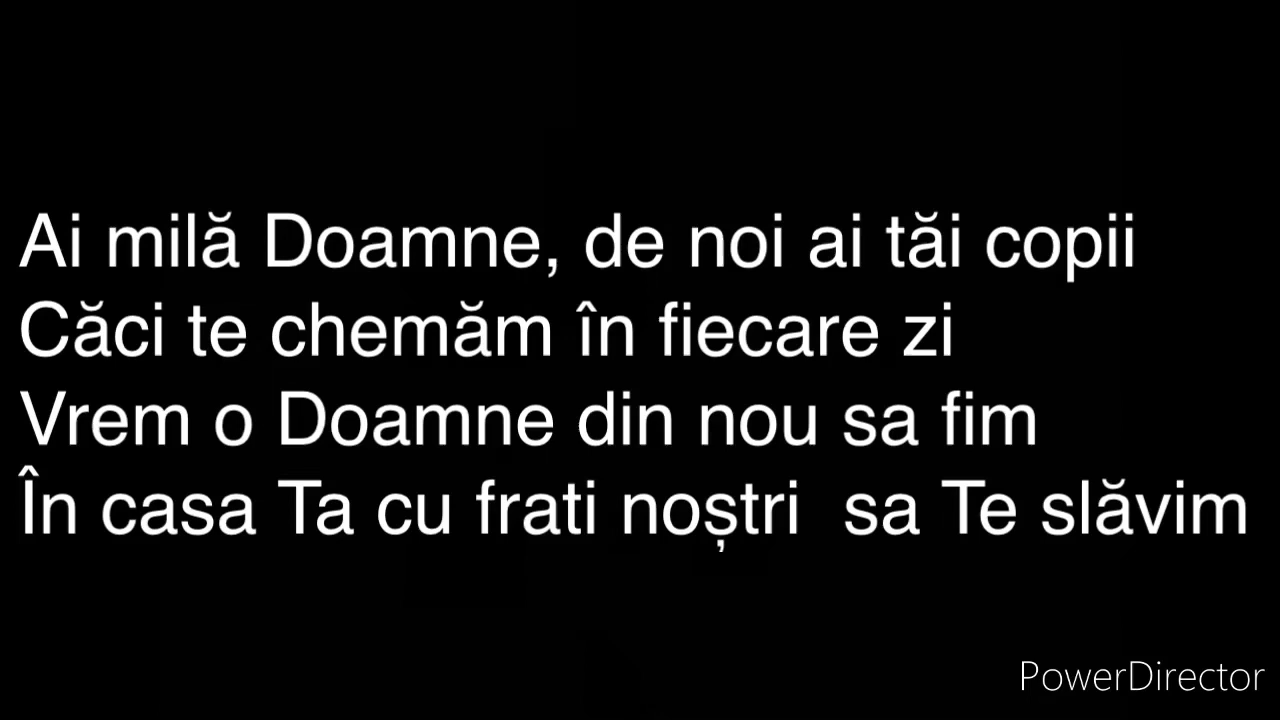 Ai milă Doamne, de noi ai tăi copii
Căci te chemăm în fiecare zi
Vrem o Doamne din nou sa fim
În casa Ta cu frati noștri  sa Te slăvim
PowerDirector